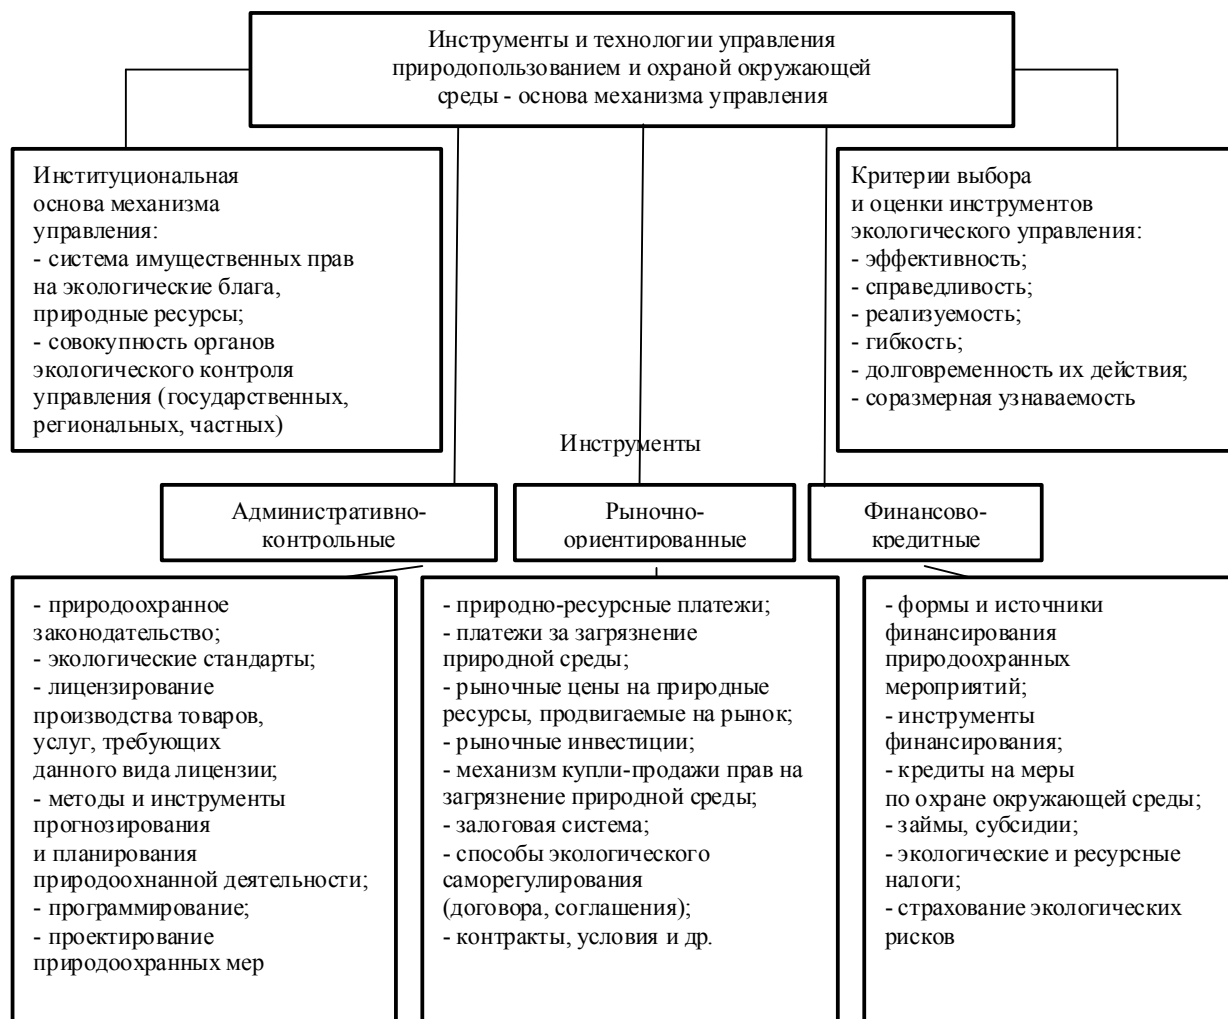 Инструменты и технологии управления
природопользованием и охраной окружающей
среды - основа механизма управления
Институциональная
основа механизма
управления:
- система имущественных прав
на экологические блага,
природные ресурсы;
- совокупность органов
экологического контроля
управления (государственных,
региональных, частных)
Критерии выбора
и оценки инструментов
экологического управления:
- эффективность;
- справедливость;
- реализуемость;
- гибкость;
- долговременность их действия;
- соразмерная узнаваемость
Инструменты
Административно-
контрольные
Рыночно-
ориентированные
Финансово-
кредитные
- природоохранное
законодательство;
- экологические стандарты;
- лицензирование
производства товаров,
услуг, требующих
данного вида лицензии;
- методы и инструменты
прогнозирования
и планирования
природоохнанной деятельности;
- программирование;
- проектирование
природоохранных мер
- природно-ресурсные платежи;
- платежи за загрязнение
природной среды;
- рыночные цены на природные
ресурсы, продвигаемые на рынок;
- рыночные инвестиции;
- механизм купли-продажи прав на
загрязнение природной среды;
- залоговая система;
- способы экологического
саморегулирования
(договора, соглашения);
- контракты, условия и др.
- формы и источники
финансирования
природоохранных
мероприятий;
- инструменты
финансирования;
- кредиты на меры
по охране окружающей среды;
- займы, субсидии;
- экологические и ресурсные
налоги;
- страхование экологических
рисков